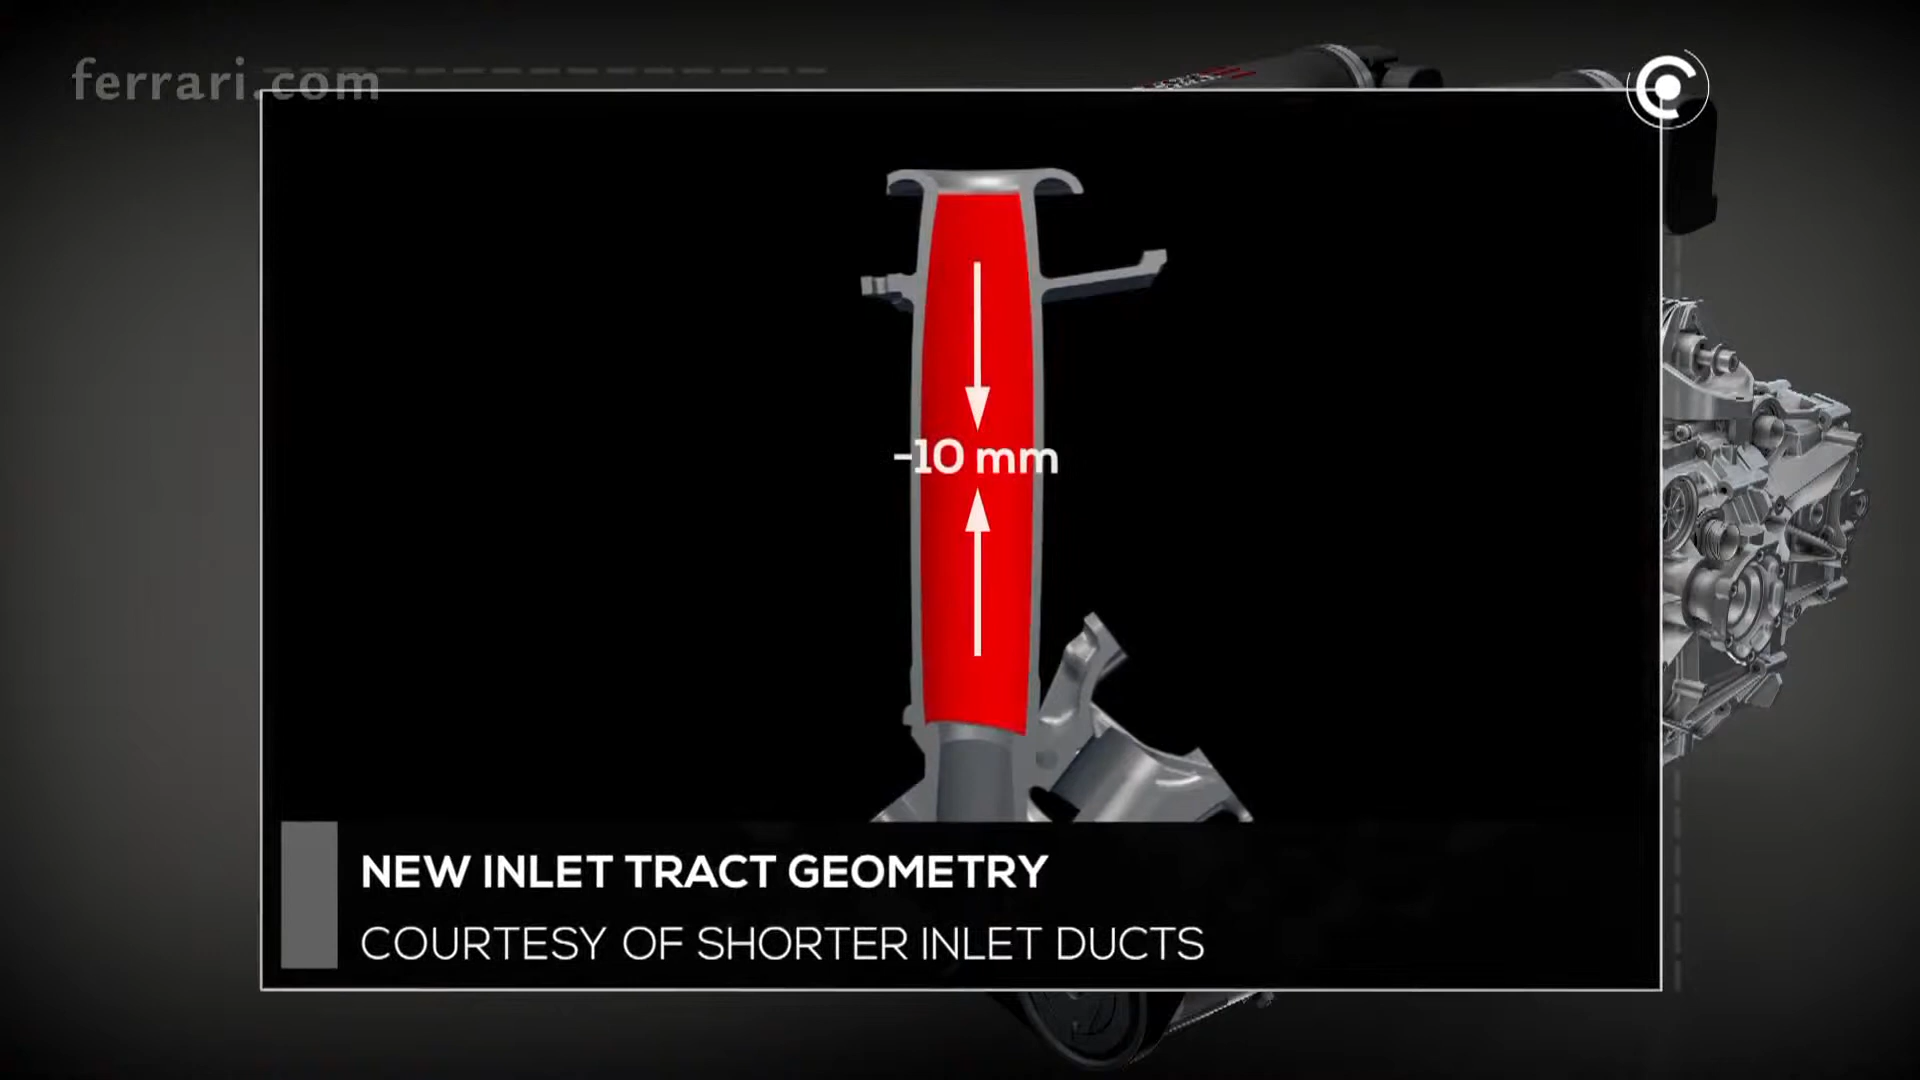 ferrari.com
-10 mm
NEW INLET TRACT GEOMETRY
COURTESY OF SHORTER INLET DUCTS